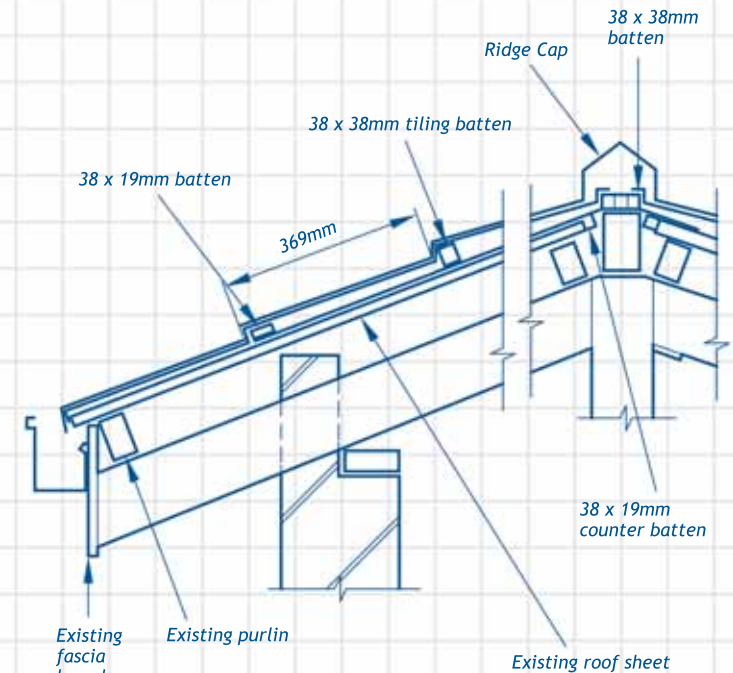 38 x 38mm
batten
Ridge Cap
38 x 38mm tiling batten
38 x 19mm batten
369mm
38 x 19mm
counter batten
Existing
fascia
Existing purlin
Existing roof sheet